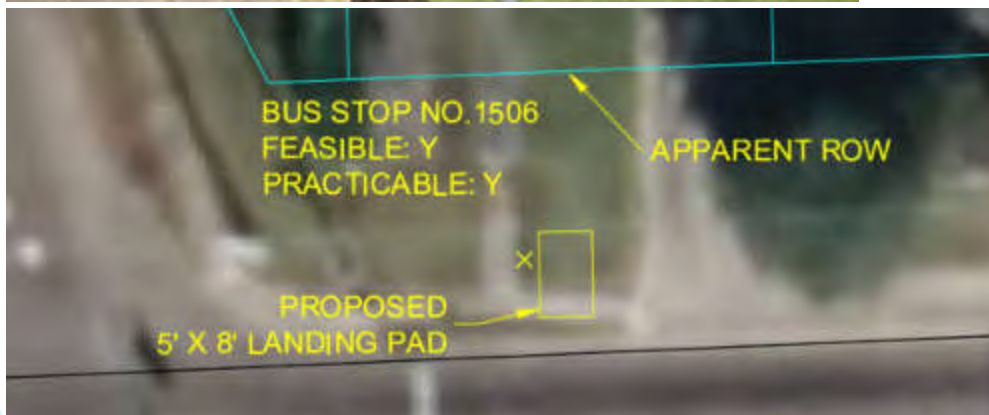 BUS STOP NO.1506
FEASIBLE: Y
PRACTICABLE: Y
APPARENT ROW
×
PROPOSED
5' X 8' LANDING PAD